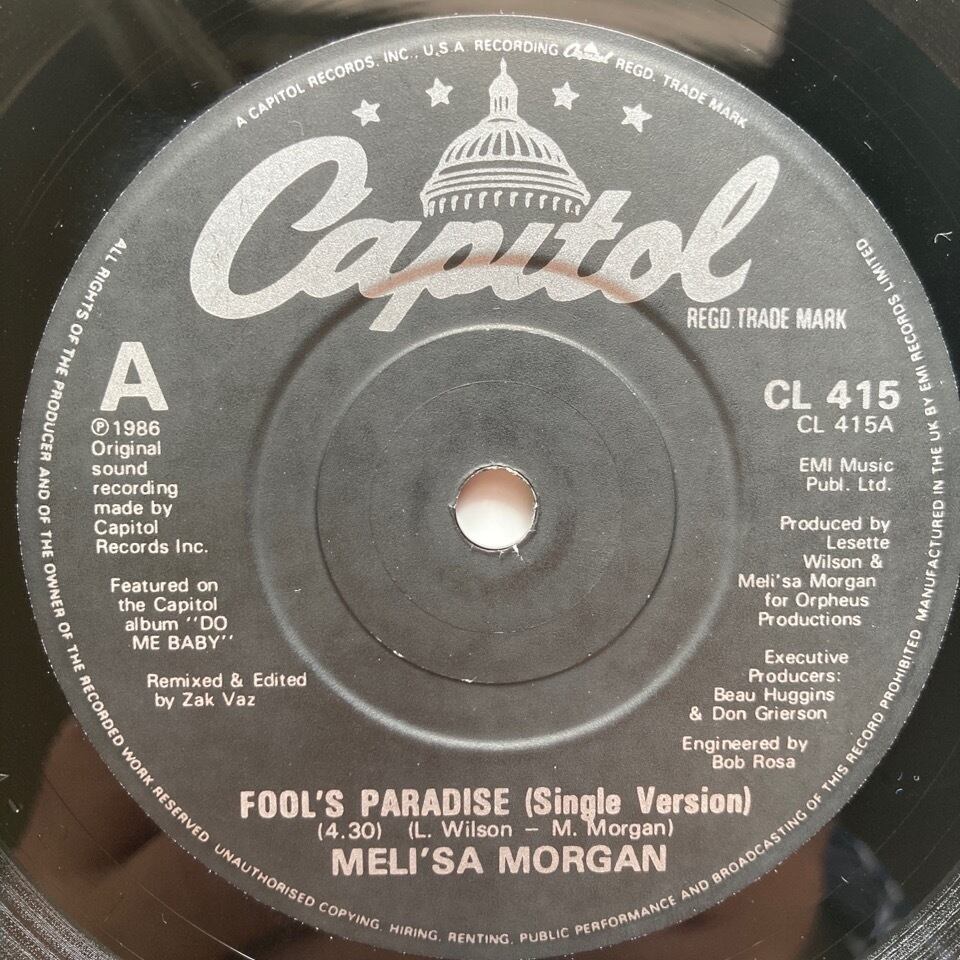 A CAPITOL RECORDS, INC., U.S.A. RECORDING Capitol REGD. TRADE MARK
Capitol
REGD. TRADE MARK
A
℗1986
Original
sound
recording
made by
Capitol
Records Inc.
Featured on
the Capitol
album "DO
ME BABY"
Remixed & Edited
by Zak Vaz
CL 415
CL 415A
EMI Music
Publ. Ltd.
Produced by
Lesette
Wilson &
Meli'sa Morgan
for Orpheus
Productions
Executive
Producers:
Beau Huggins
& Don Grierson
Engineered by
Bob Rosa
FOOL'S PARADISE (Single Version)
(4.30) (L. Wilson – M. Morgan)
MELI'SA MORGAN
ALL RIGHTS OF THE PRODUCER AND OF THE OWNER OF THE RECORDED WORK RESERVED UNAUTHORISED COPYING, HIRING, RENTING, PUBLIC PERFORMANCE AND BROADCASTING OF THIS RECORD PROHIBITED MANUFACTURED IN THE UK BY EMI RECORDS LIMITED